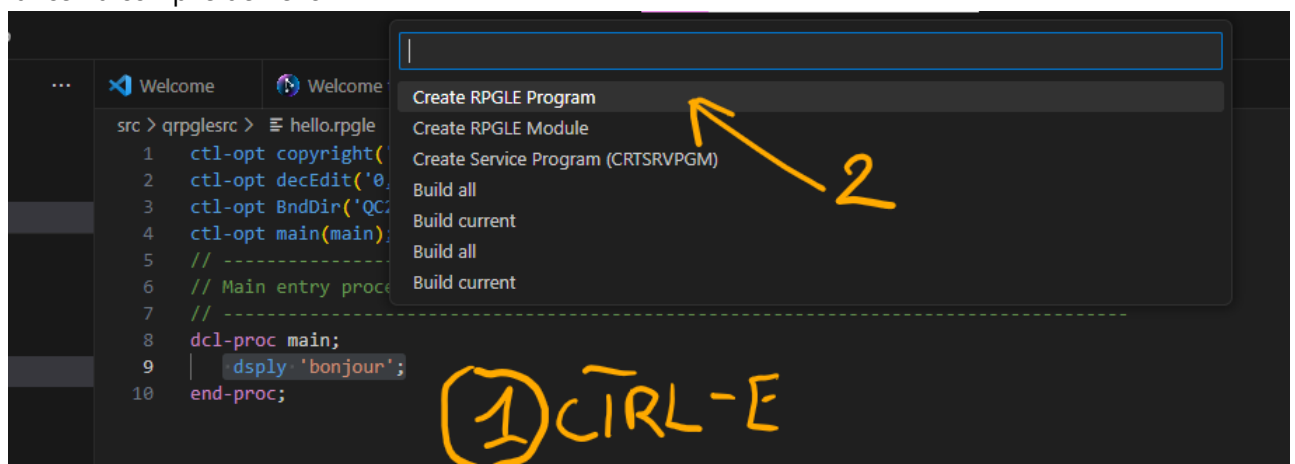 ...
Welcome
Welcome
src > qrpglesrc > hello.rpgle
1 ctl-opt copyright('
2 ctl-opt decEdit('0,
3 ctl-opt BndDir('QC2
4 ctl-opt main(main);
5 // -----------------
6 // Main entry proce
7 // ---------------------------------------------------------------------------
8 dcl-proc main;
9 dsply 'bonjour';
10 end-proc;
Create RPGLE Program
Create RPGLE Module
Create Service Program (CRTSRVPGM)
Build all
Build current
Build all
Build current
2
1 CTRL-E